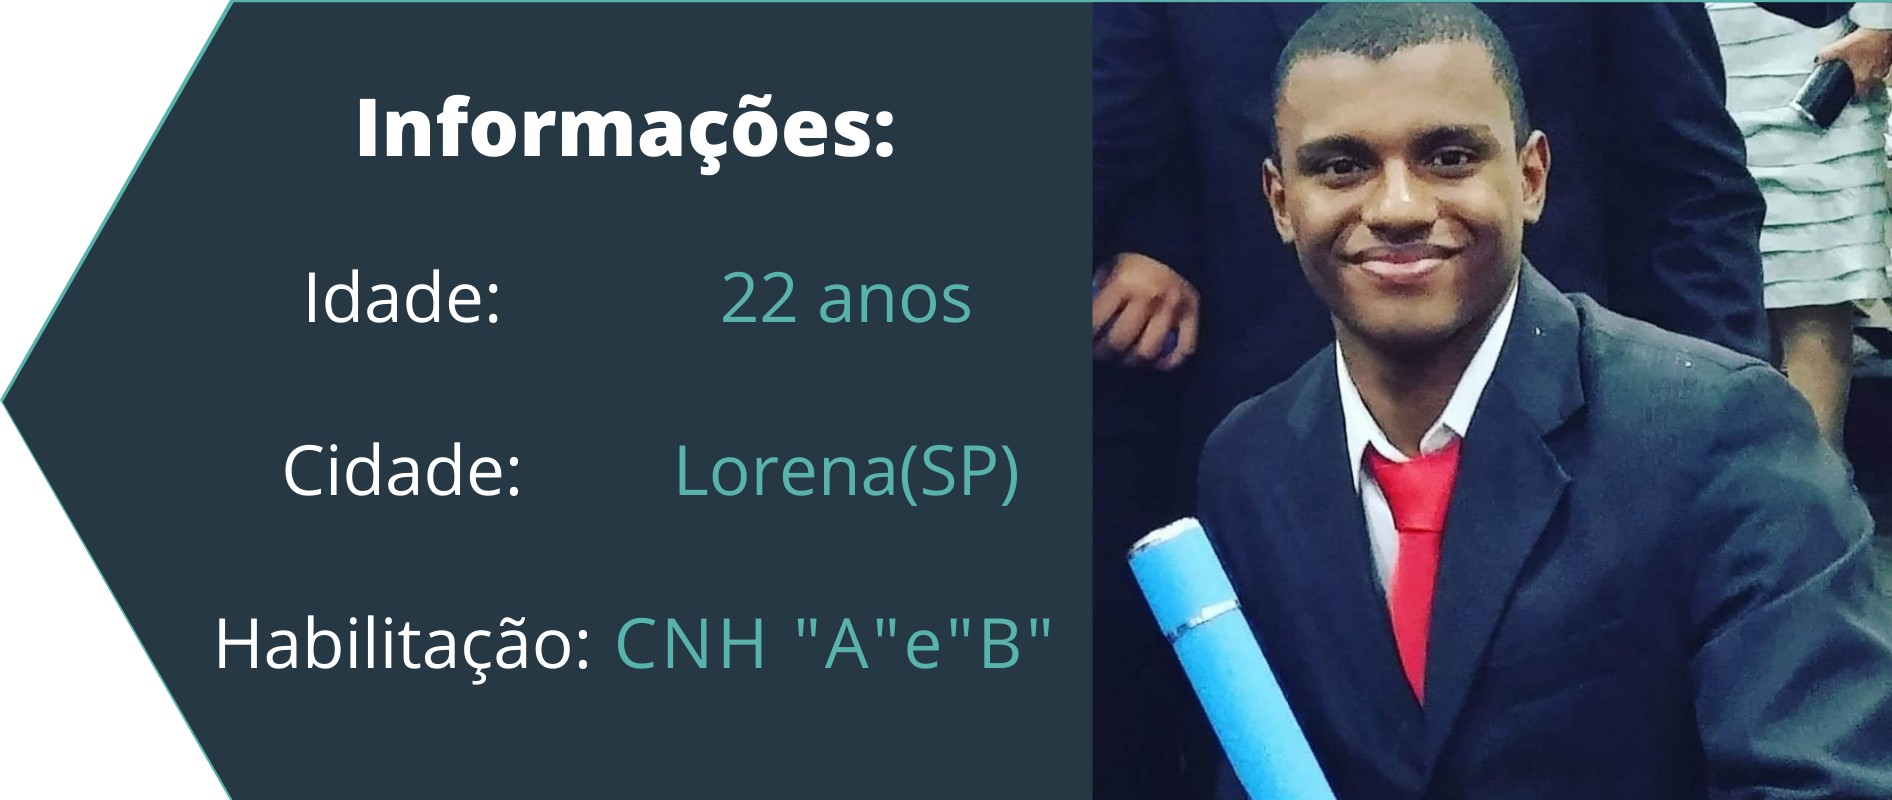 Informações:
Idade: 22 anos
Cidade: Lorena(SP)
Habilitação: CNH "A"e"B"